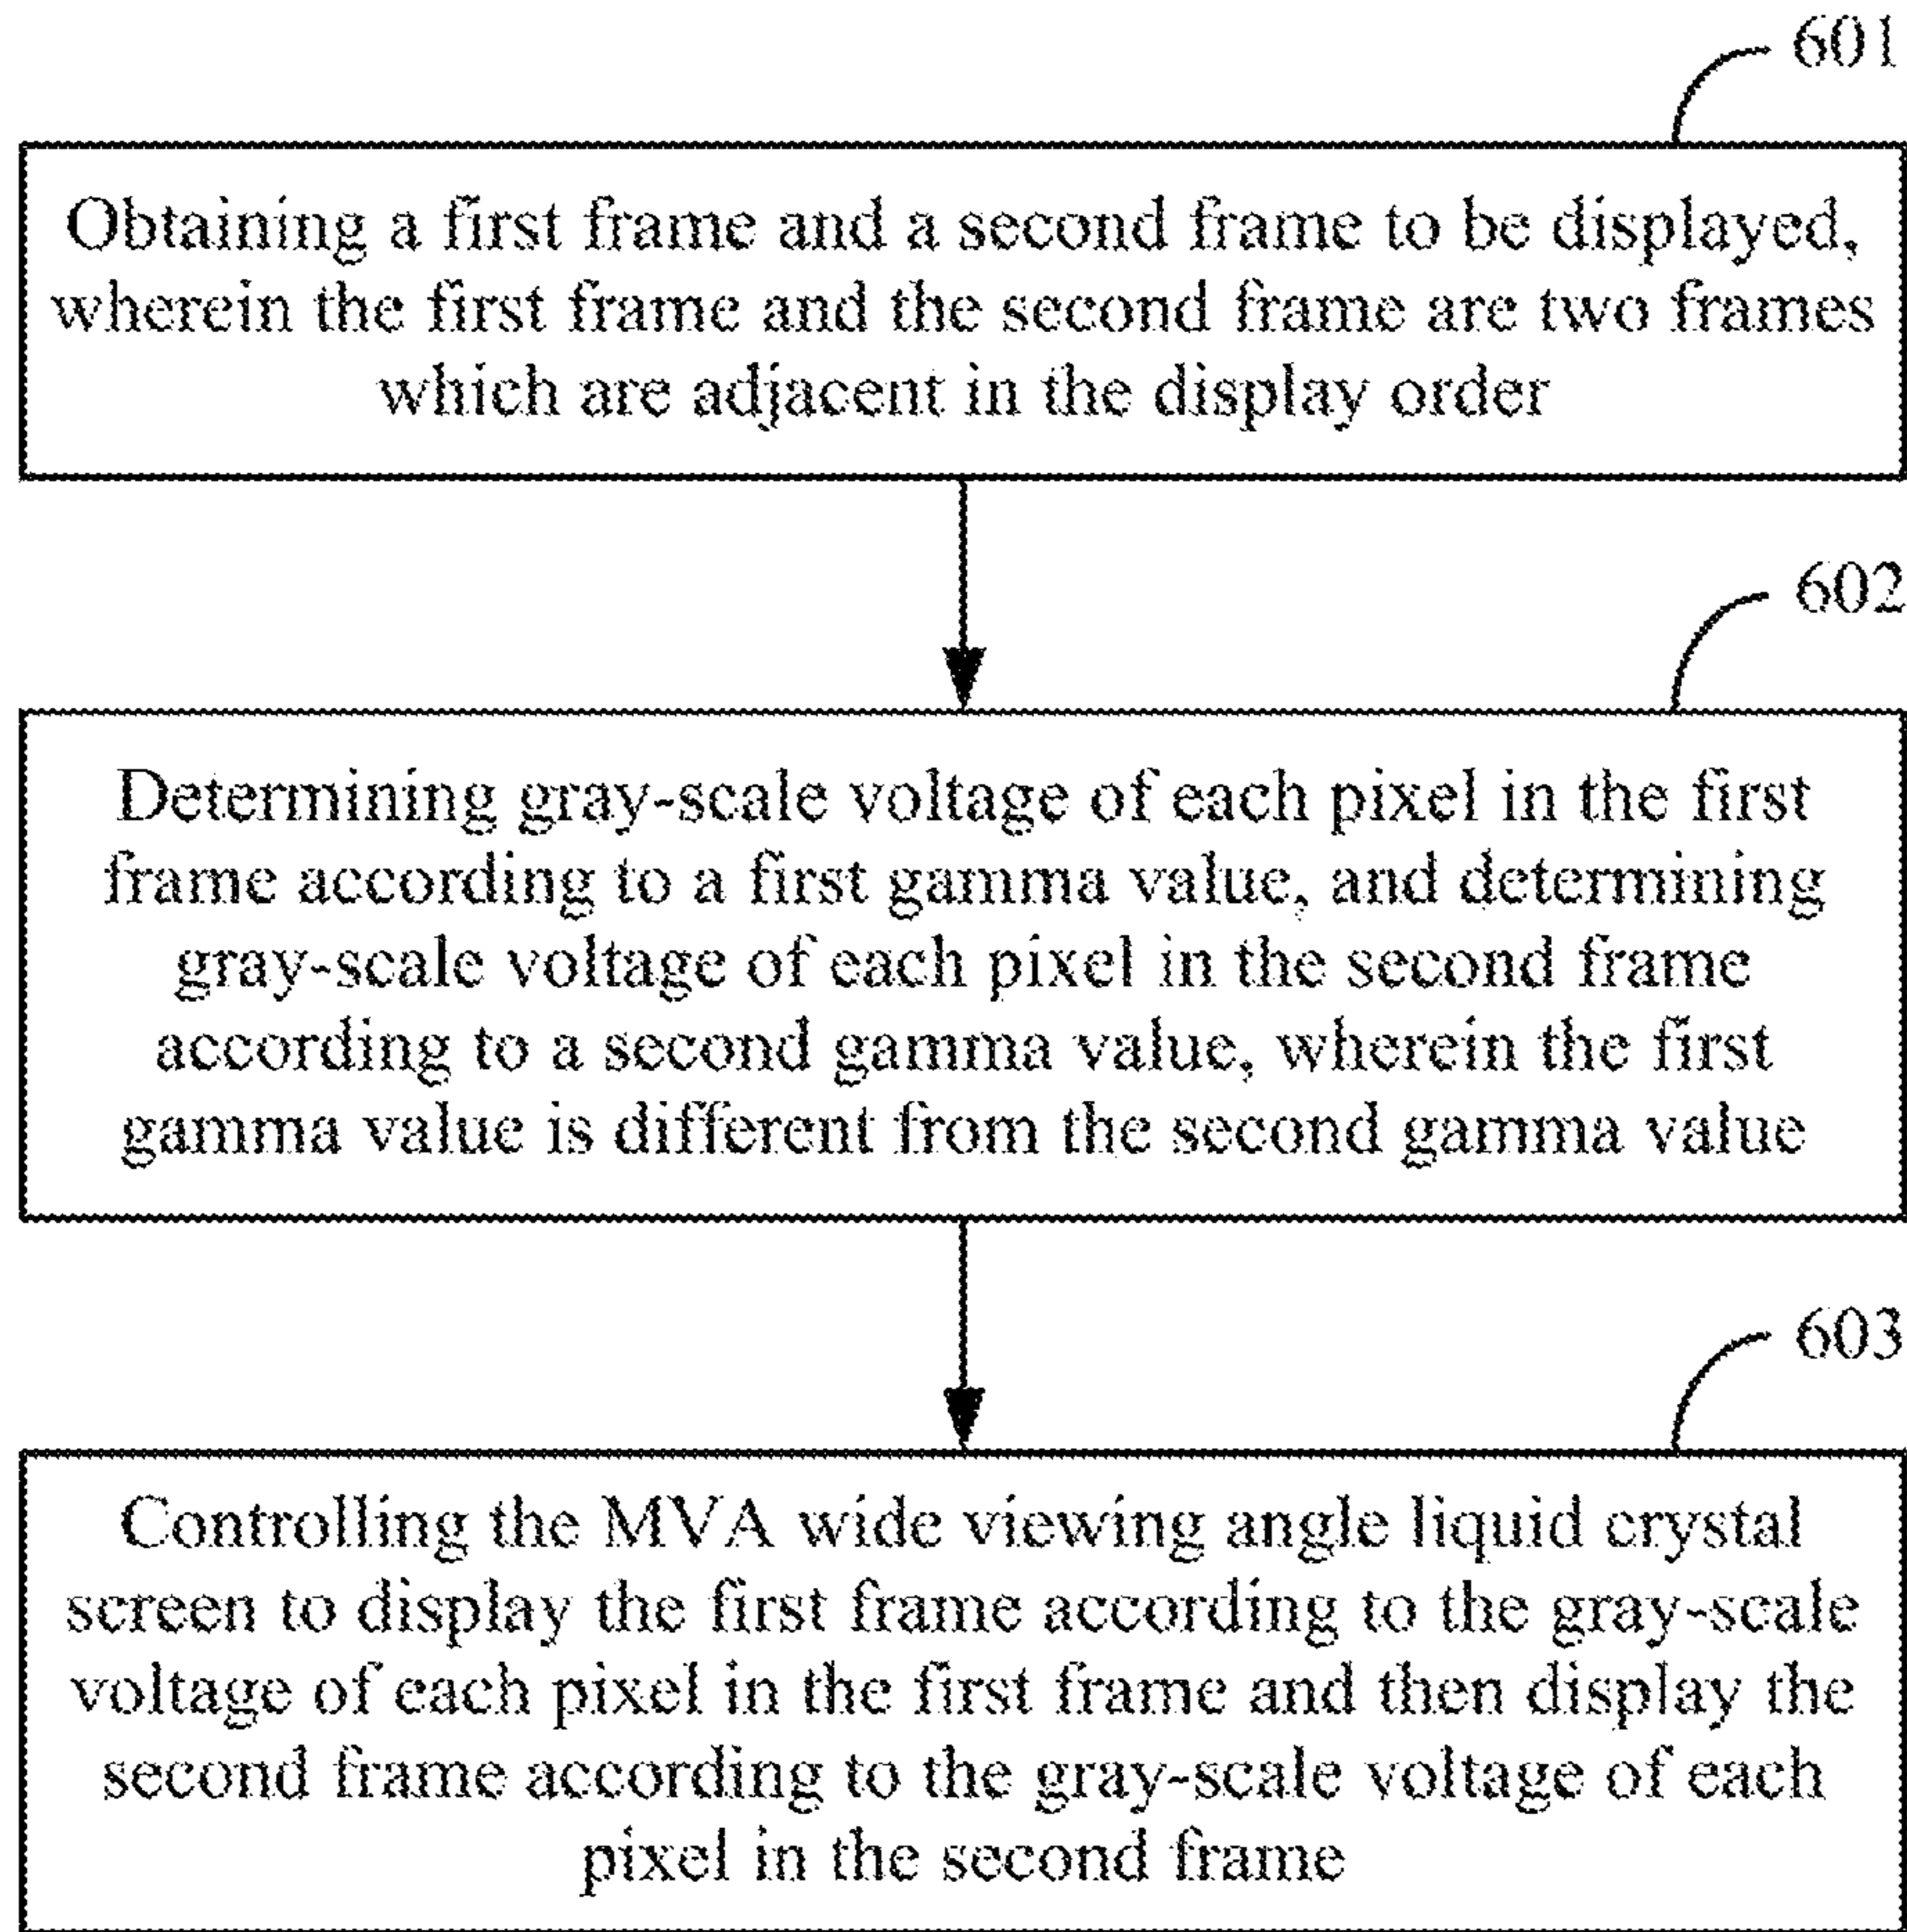 601
Obtaining a first frame and a second frame to be displayed,
wherein the first frame and the second frame are two frames
which are adjacent in the display order
602
Determining gray-scale voltage of each pixel in the first
frame according to a first gamma value, and determining
gray-scale voltage of each pixel in the second frame
according to a second gamma value, wherein the first
gamma value is different from the second gamma value
603
Controlling the MVA wide viewing angle liquid crystal
screen to display the first frame according to the gray-scale
voltage of each pixel in the first frame and then display the
second frame according to the gray-scale voltage of each
pixel in the second frame